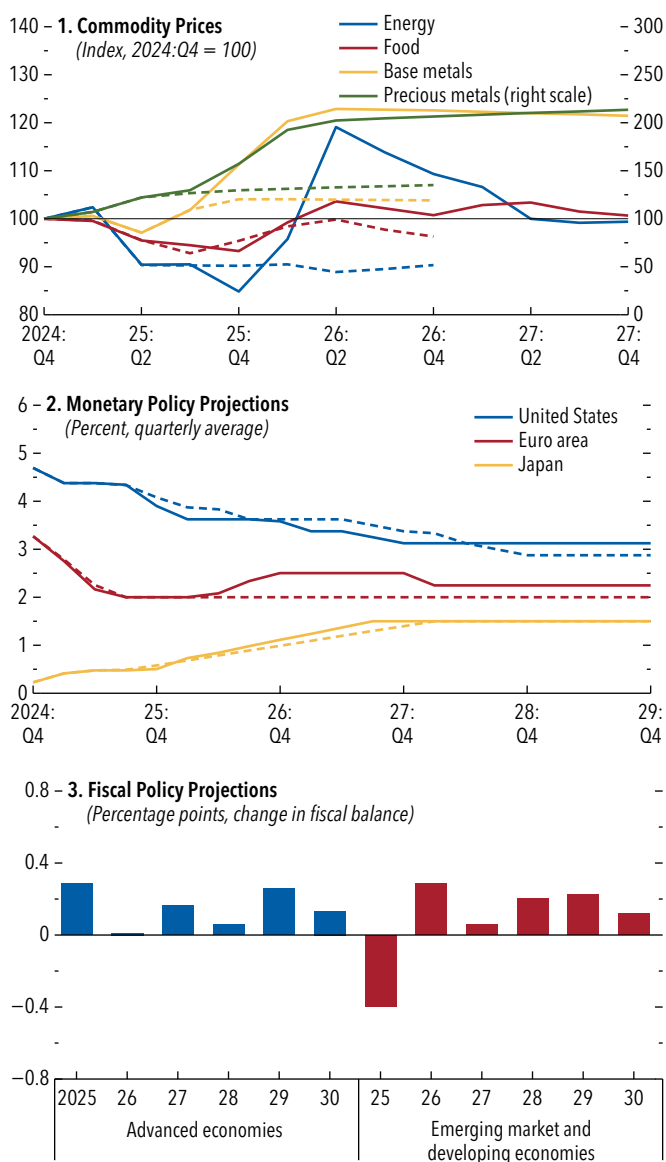 1. Commodity Prices
(Index, 2024:Q4 = 100)
Energy
Food
Base metals
Precious metals (right scale)
140
130
120
110
100
90
80
300
250
200
150
100
50
0
2024: 25: 25: 26: 26: 27: 27:
Q4 Q2 Q4 Q2 Q4 Q2 Q4
2. Monetary Policy Projections
(Percent, quarterly average)
United States
Euro area
Japan
6
5
4
3
2
1
0
2024: 25: 26: 27: 28: 29:
Q4 Q4 Q4 Q4 Q4 Q4
3. Fiscal Policy Projections
(Percentage points, change in fiscal balance)
0.8
0.4
0
−0.4
−0.8
2025 26 27 28 29 30 25 26 27 28 29 30
Advanced economies
Emerging market and
developing economies